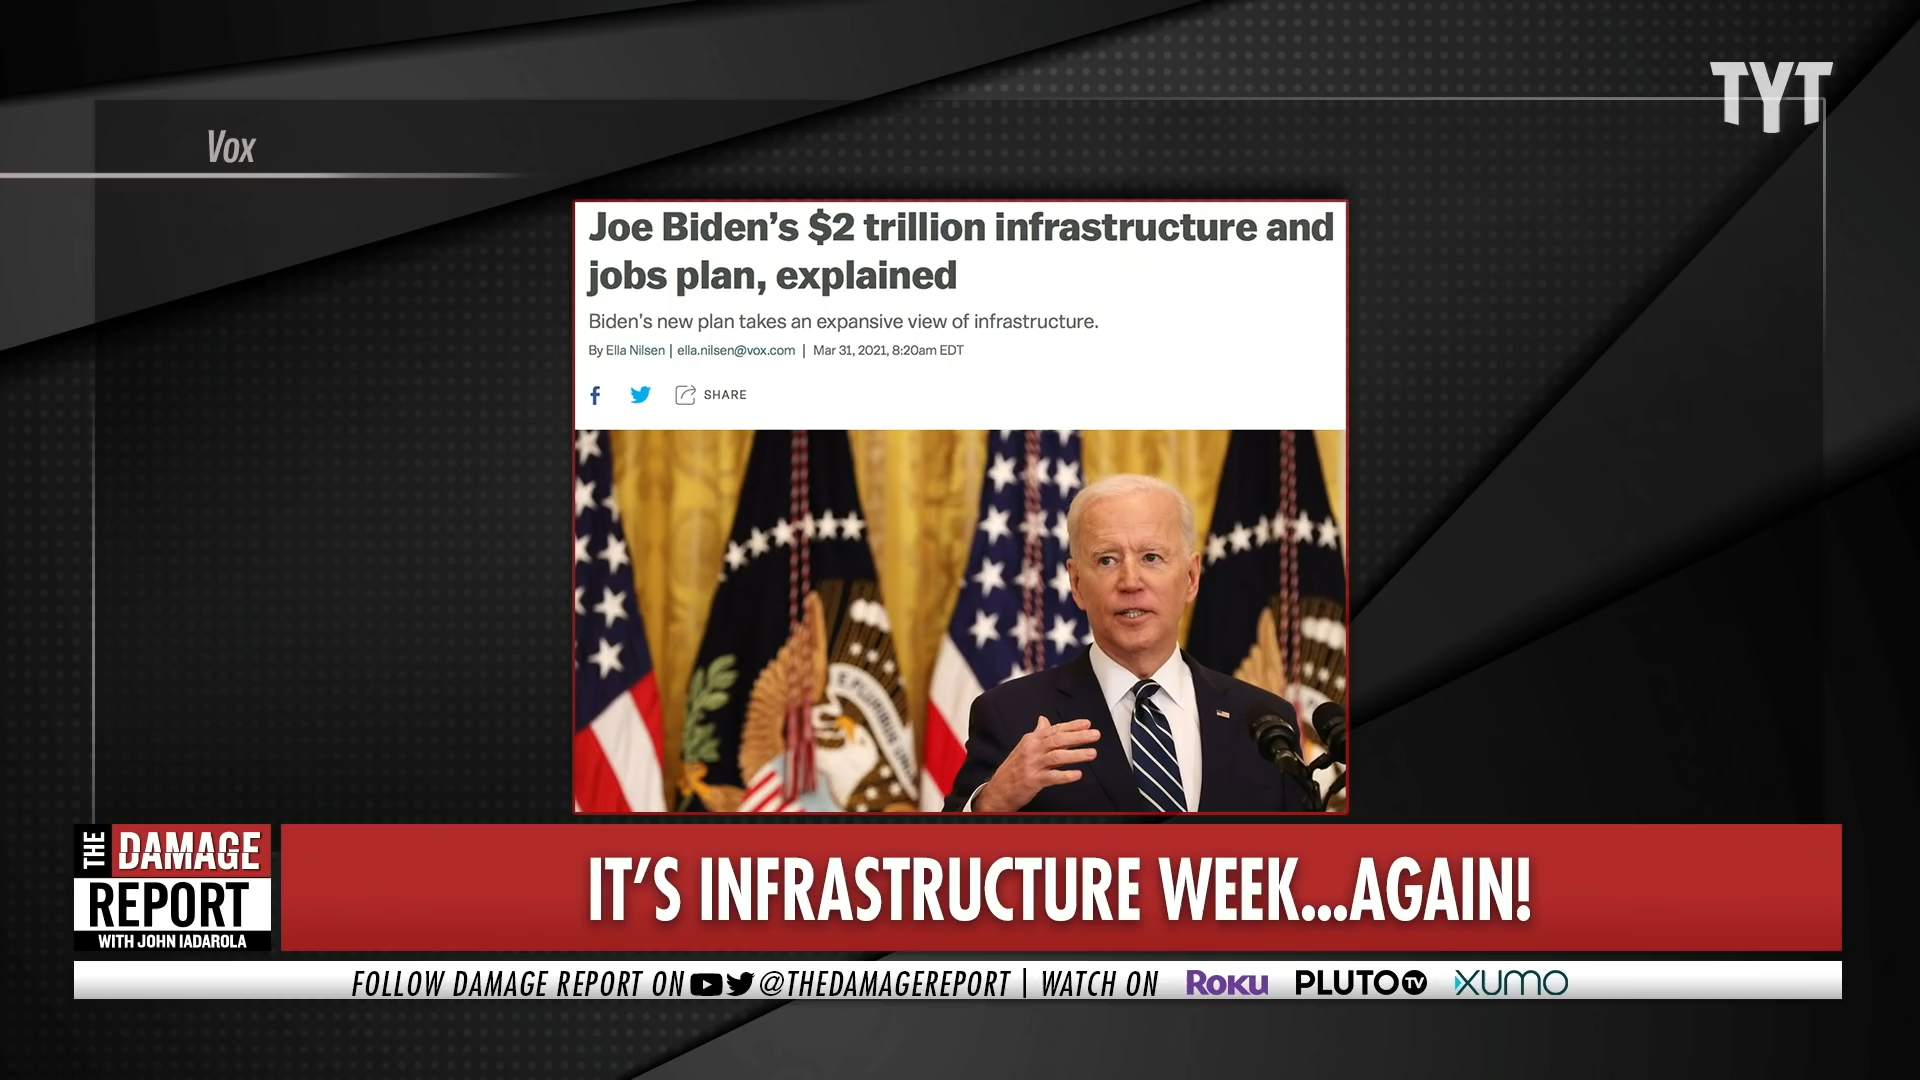 TYT
Vox
Joe Biden’s $2 trillion infrastructure and
jobs plan, explained
Biden’s new plan takes an expansive view of infrastructure.
By Ella Nilsen | ella.nilsen@vox.com | Mar 31, 2021, 8:20am EDT
SHARE
E PLURIBUS UNUM
THE DAMAGE
REPORT
WITH JOHN IADAROLA
IT’S INFRASTRUCTURE WEEK...AGAIN!
FOLLOW DAMAGE REPORT ON @THEDAMAGEREPORT | WATCH ON ROKU PLUTO TV XUMO